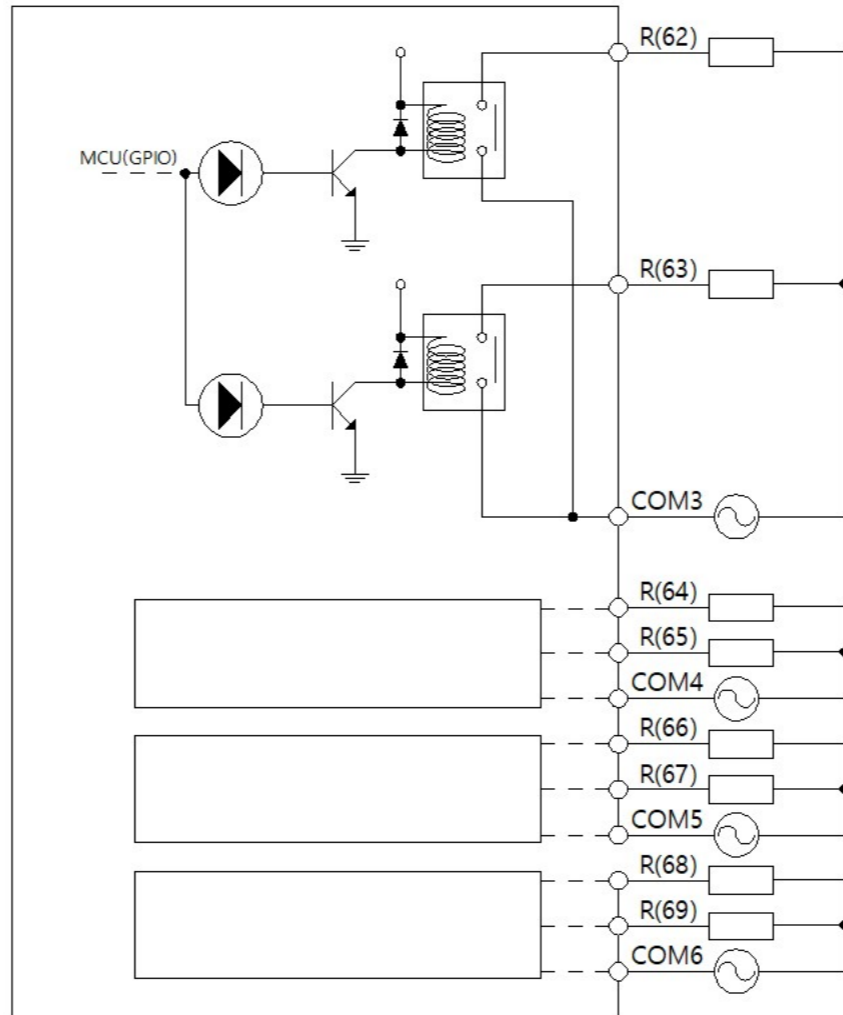 R(62)
MCU(GPIO)
R(63)
COM3
R(64)
R(65)
COM4
R(66)
R(67)
COM5
R(68)
R(69)
COM6